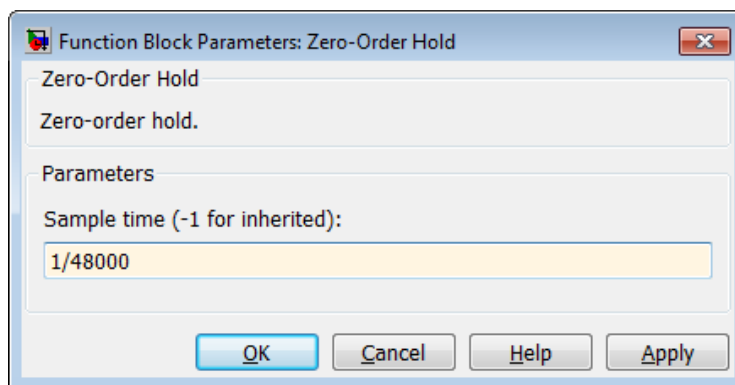 Function Block Parameters: Zero-Order Hold
Zero-Order Hold
Zero-order hold.
Parameters
Sample time (-1 for inherited):
1/48000
OK Cancel Help Apply